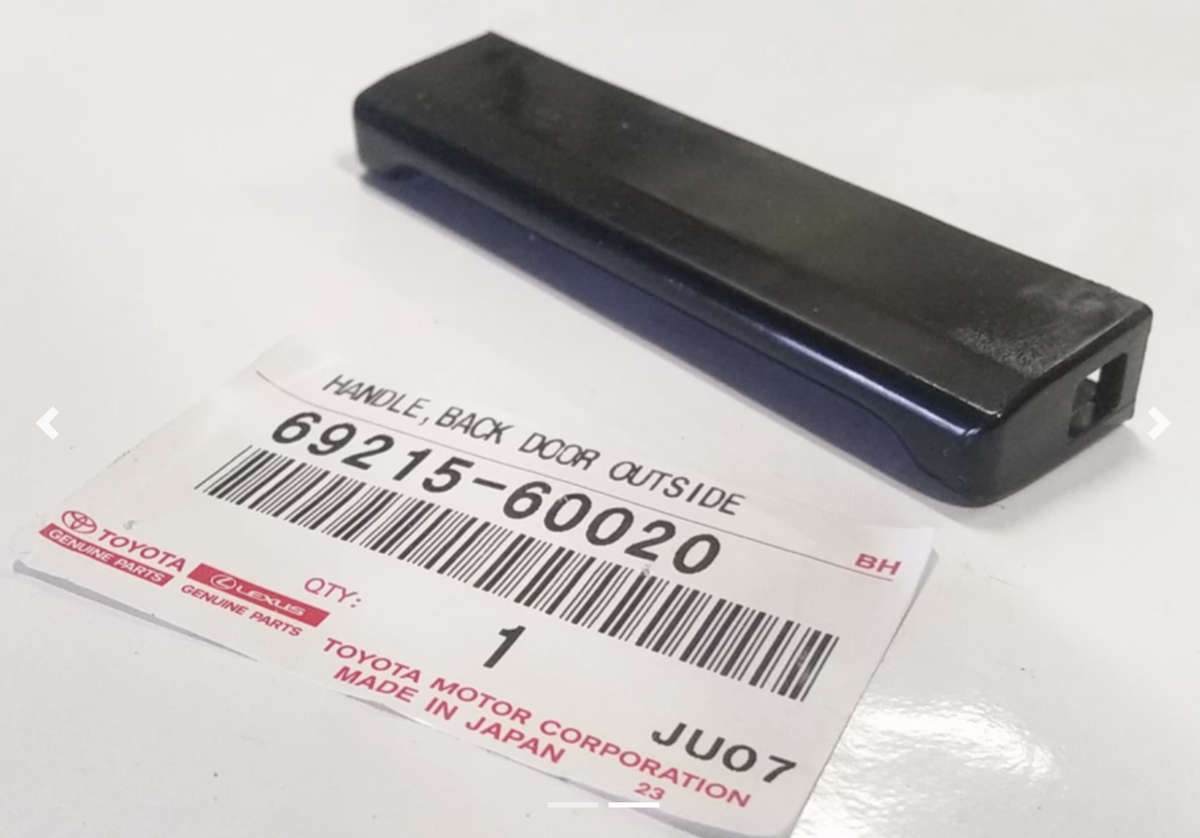 HANDLE, BACK DOOR OUTSIDE
69215-60020
BH
TOYOTA
GENUINE PARTS
LEXUS
GENUINE PARTS
QTY:
1
TOYOTA MOTOR CORPORATION
MADE IN JAPAN
23
JU07